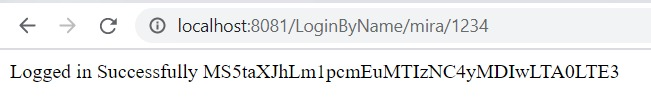 localhost:8081/LoginByName/mira/1234
Logged in Successfully MS5taXJhLm1pcmEuMTIzNC4yMDIwLTA0LTE3